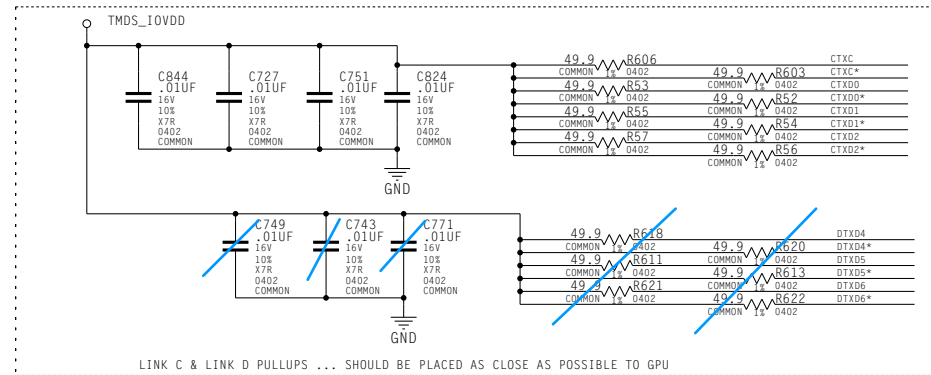 TMDS_IOVDD
C844
.01UF
16V
10%
X7R
0402
COMMON
C727
.01UF
16V
10%
X7R
0402
COMMON
C751
.01UF
16V
10%
X7R
0402
COMMON
C824
.01UF
16V
10%
X7R
0402
COMMON
GND
49.9 R606 CTXC
COMMON 1% 0402
49.9 R603 CTXC*
COMMON 1% 0402
49.9 R53 CTXD0
COMMON 1% 0402
49.9 R52 CTXD0*
COMMON 1% 0402
49.9 R55 CTXD1
COMMON 1% 0402
49.9 R54 CTXD1*
COMMON 1% 0402
49.9 R57 CTXD2
COMMON 1% 0402
49.9 R56 CTXD2*
COMMON 1% 0402
C749
.01UF
16V
10%
X7R
0402
COMMON
C743
.01UF
16V
10%
X7R
0402
COMMON
C771
.01UF
16V
10%
X7R
0402
COMMON
GND
49.9 R618 DTXD4
COMMON 1% 0402
49.9 R620 DTXD4*
COMMON 1% 0402
49.9 R611 DTXD5
COMMON 1% 0402
49.9 R613 DTXD5*
COMMON 1% 0402
49.9 R621 DTXD6
COMMON 1% 0402
49.9 R622 DTXD6*
COMMON 1% 0402
LINK C & LINK D PULLUPS ... SHOULD BE PLACED AS CLOSE AS POSSIBLE TO GPU